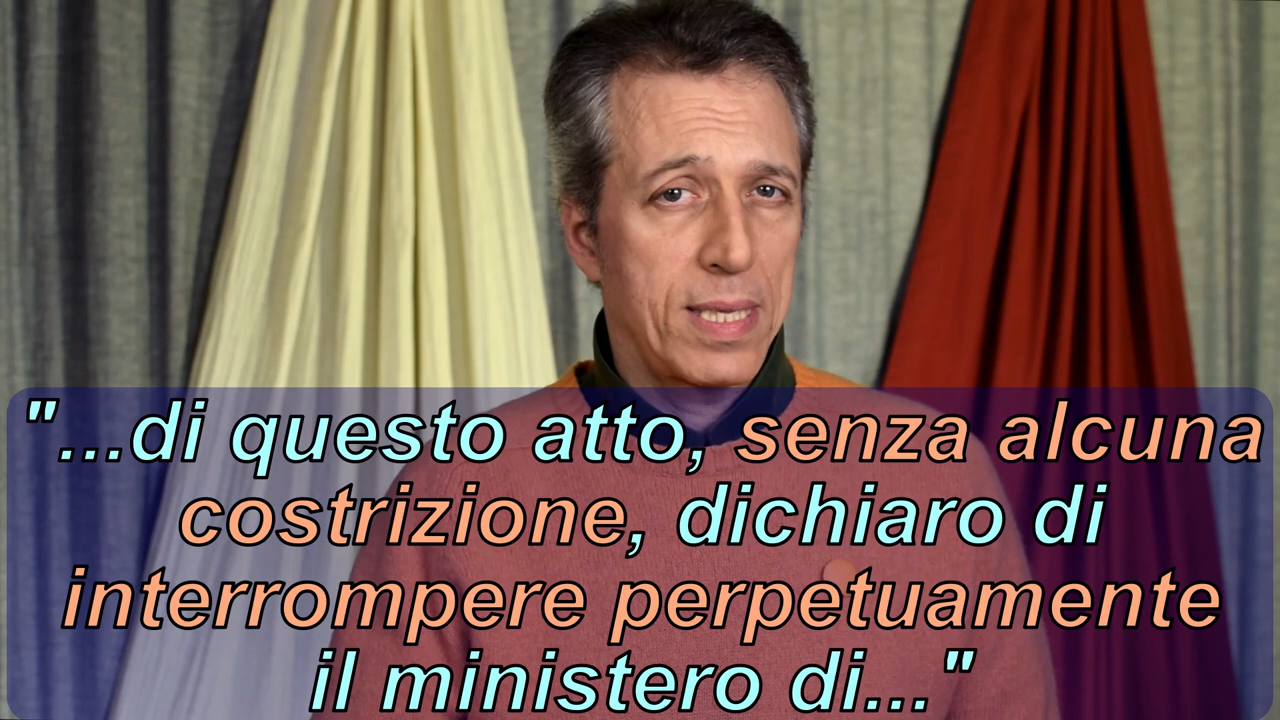 "...di questo atto, senza alcuna
costrizione, dichiaro di
interrompere perpetuamente
il ministero di..."